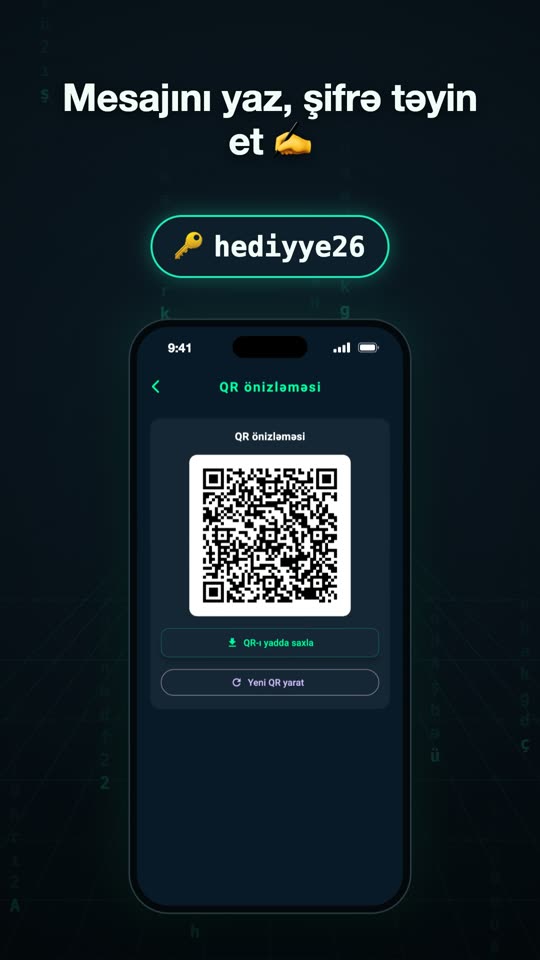 Mesajını yaz, şifrə təyin
et ✍️
🔑 hediyye26
9:41
QR önizləməsi
QR önizləməsi
QR-ı yadda saxla
Yeni QR yarat